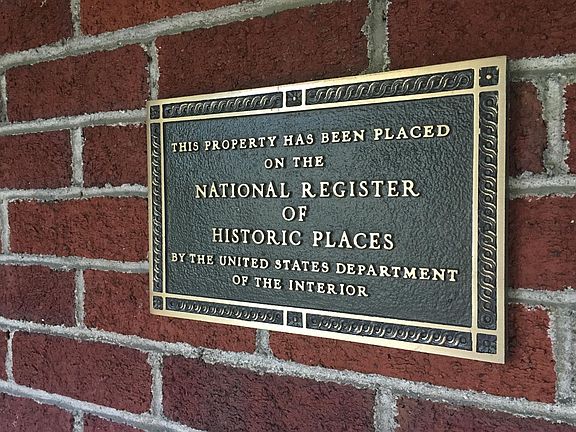 THIS PROPERTY HAS BEEN PLACED
ON THE
NATIONAL REGISTER
OF
HISTORIC PLACES
BY THE UNITED STATES DEPARTMENT
OF THE INTERIOR